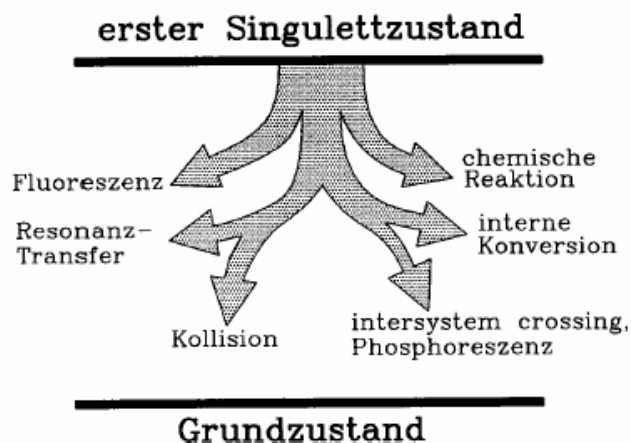 erster Singulettzustand
Fluoreszenz
chemische
Reaktion
Resonanz-
Transfer
interne
Konversion
Kollision
intersystem crossing,
Phosphoreszenz
Grundzustand